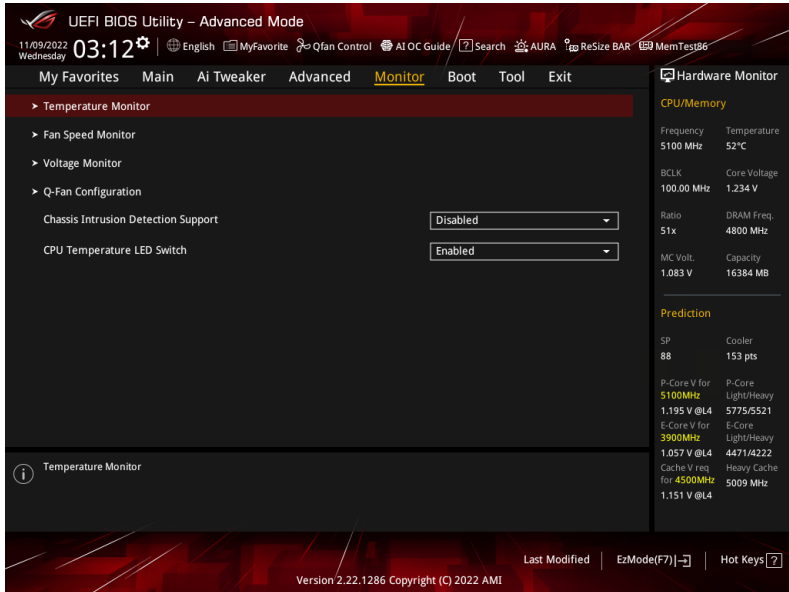 UEFI BIOS Utility – Advanced Mode
11/09/2022
Wednesday
03:12
English
MyFavorite
Qfan Control
AI OC Guide
? Search
AURA
ReSize BAR
MemTest86
My Favorites Main Ai Tweaker Advanced Monitor Boot Tool Exit
Temperature Monitor
Fan Speed Monitor
Voltage Monitor
Q-Fan Configuration
Chassis Intrusion Detection Support Disabled
CPU Temperature LED Switch Enabled
i Temperature Monitor
Hardware Monitor
CPU/Memory
Frequency Temperature
5100 MHz 52°C
BCLK Core Voltage
100.00 MHz 1.234 V
Ratio DRAM Freq.
51x 4800 MHz
MC Volt. Capacity
1.083 V 16384 MB
Prediction
SP Cooler
88 153 pts
P-Core V for P-Core
5100MHz Light/Heavy
1.195 V @L4 5775/5521
E-Core V for E-Core
3900MHz Light/Heavy
1.057 V @L4 4471/4222
Cache V req Heavy Cache
for 4500MHz 5009 MHz
1.151 V @L4
Last Modified EzMode(F7) Hot Keys ?
Version 2.22.1286 Copyright (C) 2022 AMI